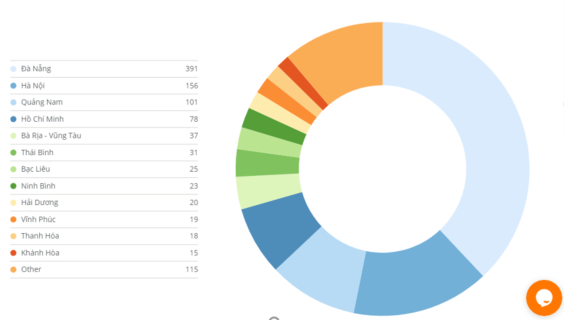 Đà Nẵng 391
Hà Nội 156
Quảng Nam 101
Hồ Chí Minh 78
Bà Rịa - Vũng Tàu 37
Thái Bình 31
Bạc Liêu 25
Ninh Bình 23
Hải Dương 20
Vĩnh Phúc 19
Thanh Hóa 18
Khánh Hòa 15
Other 115